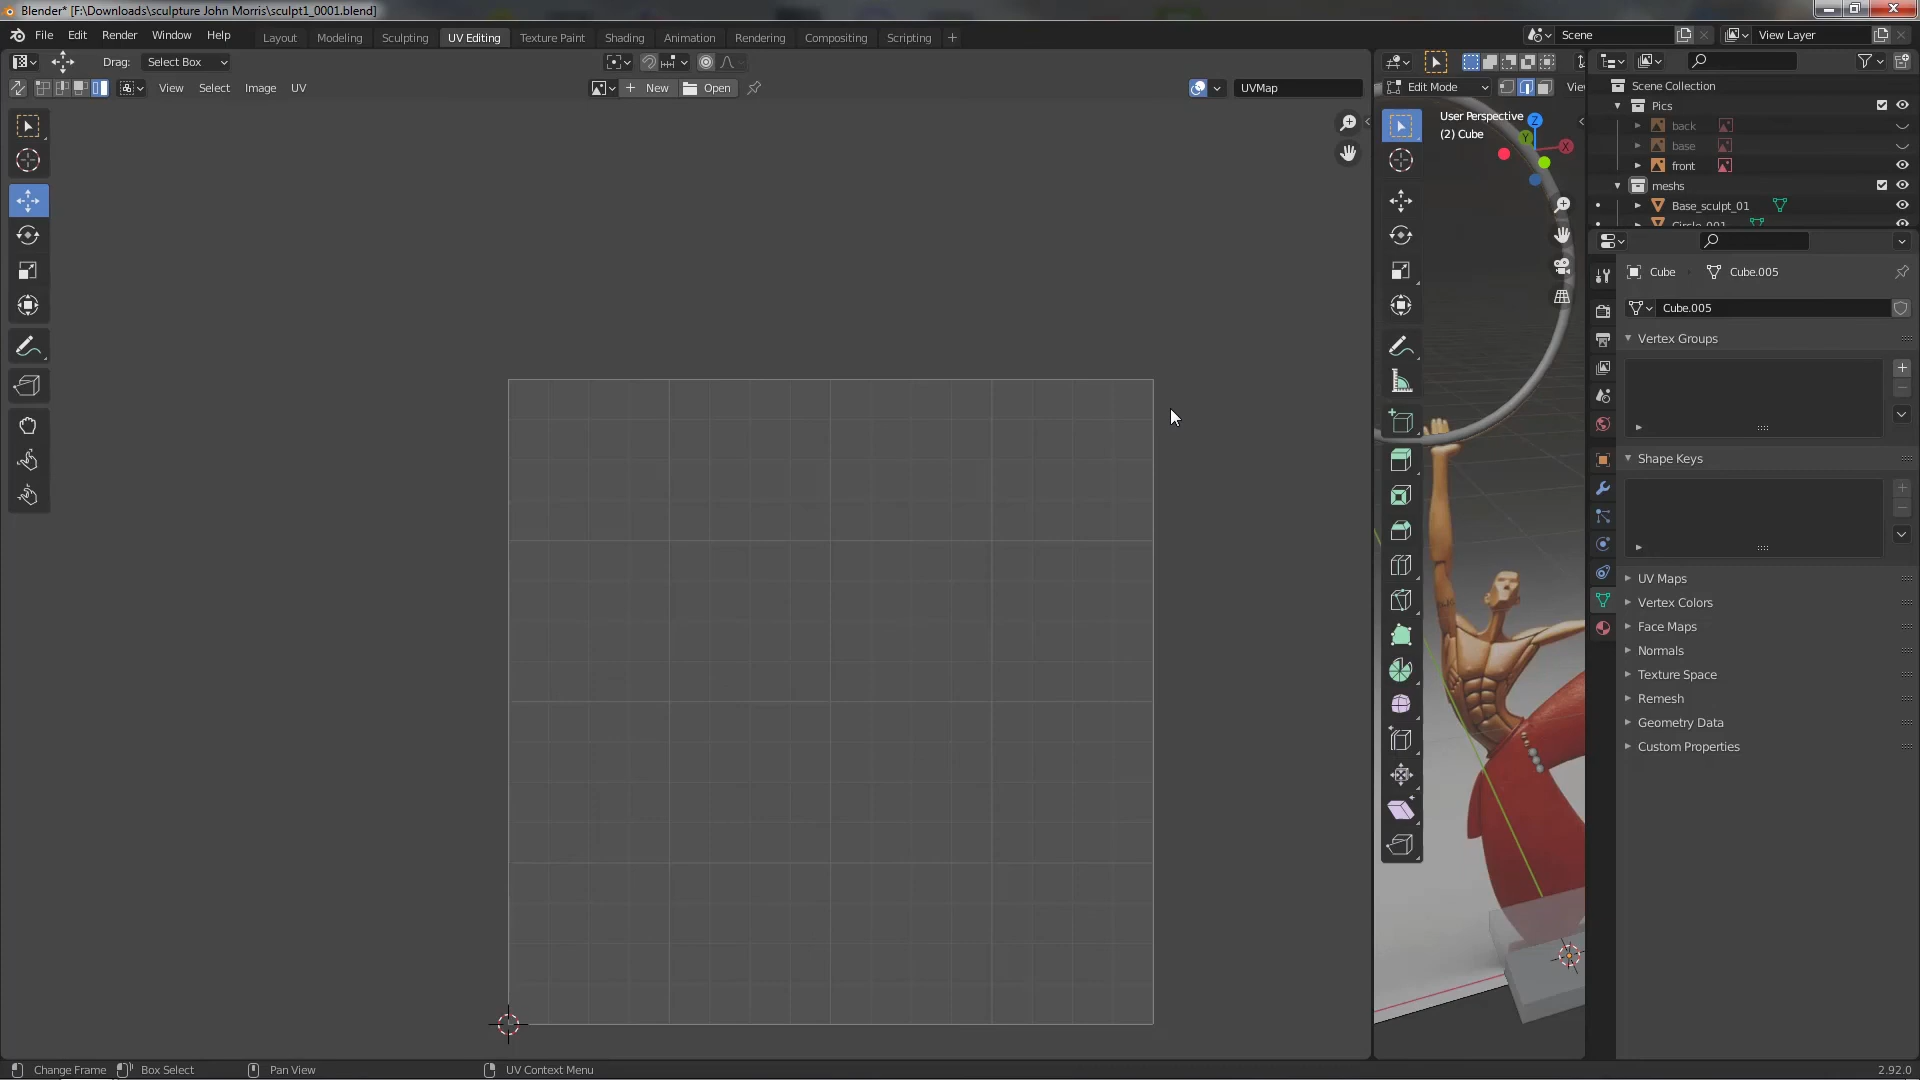 Blender* [F:\Downloads\sculpture John Morris\sculpt1_0001.blend]
File Edit Render Window Help
Layout Modeling Sculpting UV Editing Texture Paint Shading Animation Rendering Compositing Scripting +
Scene
View Layer
Drag: Select Box
View Select Image UV
New
Open
UVMap
Edit Mode
Vie
User Perspective
(2) Cube
Z
Y
X
Scene Collection
Pics
back
base
front
meshs
Base_sculpt_01
Circle.001
Cube
Cube.005
Cube.005
Vertex Groups
Shape Keys
UV Maps
Vertex Colors
Face Maps
Normals
Texture Space
Remesh
Geometry Data
Custom Properties
Change Frame
Box Select
Pan View
UV Context Menu
2.92.0